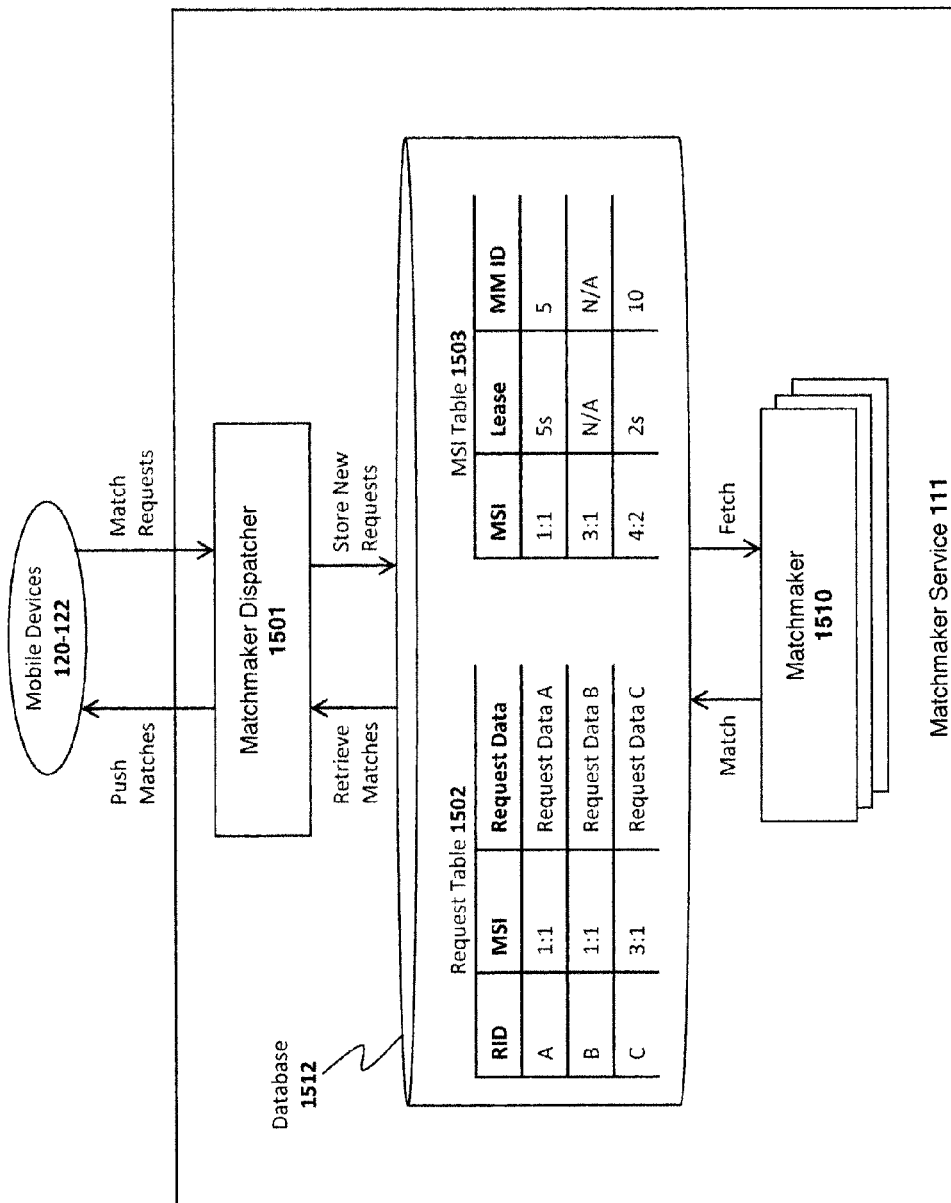 Mobile Devices
120-122
Push
Matches
Match
Requests
Matchmaker Dispatcher
1501
Retrieve
Matches
Store New
Requests
Database
1512
Request Table 1502
RID MSI Request Data
A 1:1 Request Data A
B 1:1 Request Data B
C 3:1 Request Data C
MSI Table 1503
MSI Lease MM ID
1:1 5s 5
3:1 N/A N/A
4:2 2s 10
Match
Fetch
Matchmaker
1510
Matchmaker Service 111